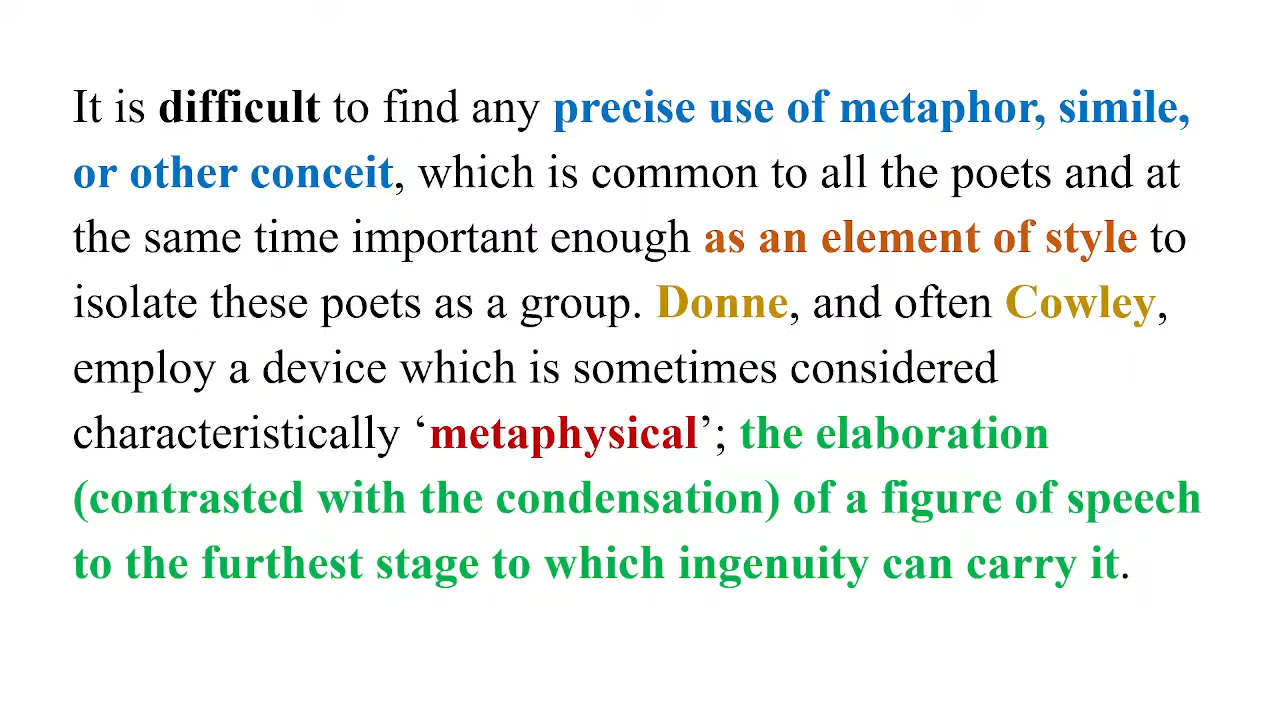 It is difficult to find any precise use of metaphor, simile,
or other conceit, which is common to all the poets and at
the same time important enough as an element of style to
isolate these poets as a group. Donne, and often Cowley,
employ a device which is sometimes considered
characteristically ‘metaphysical’; the elaboration
(contrasted with the condensation) of a figure of speech
to the furthest stage to which ingenuity can carry it.